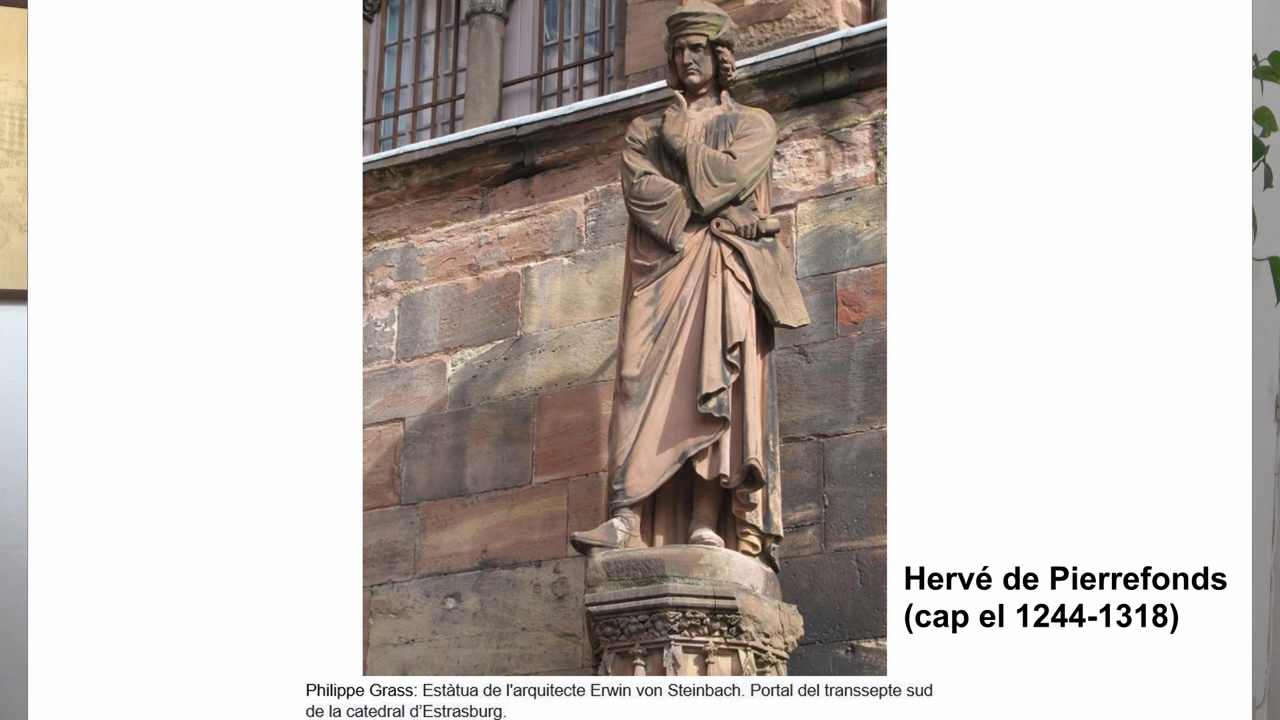 Hervé de Pierrefonds
(cap el 1244-1318)
Philippe Grass: Estàtua de l'arquitecte Erwin von Steinbach. Portal del transsepte sud
de la catedral d’Estrasburg.